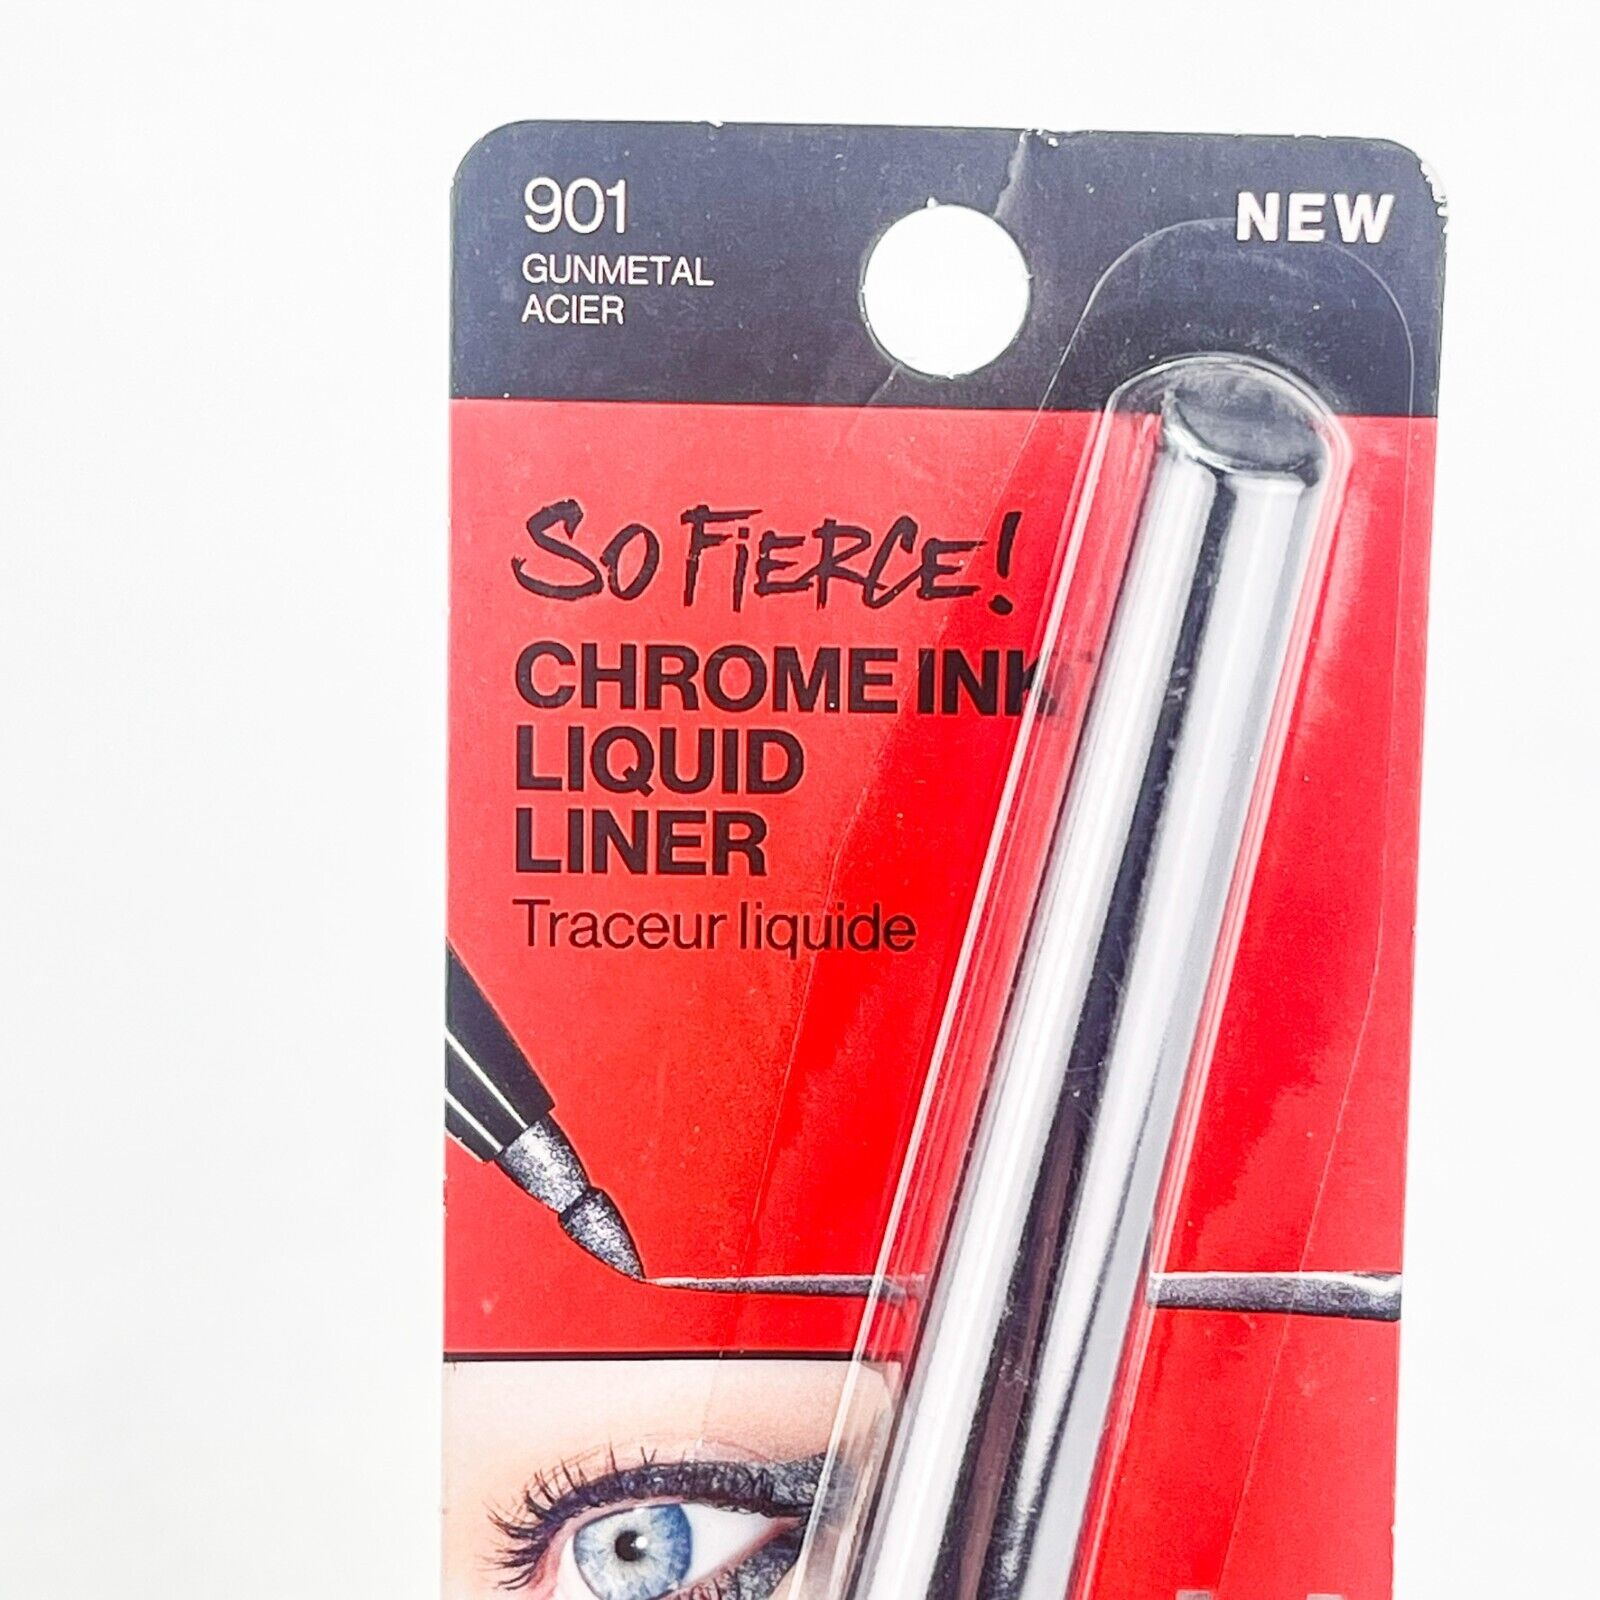 901
GUNMETAL
ACIER
NEW
SO FiERCE!
CHROME INK
LIQUID
LINER
Traceur liquide